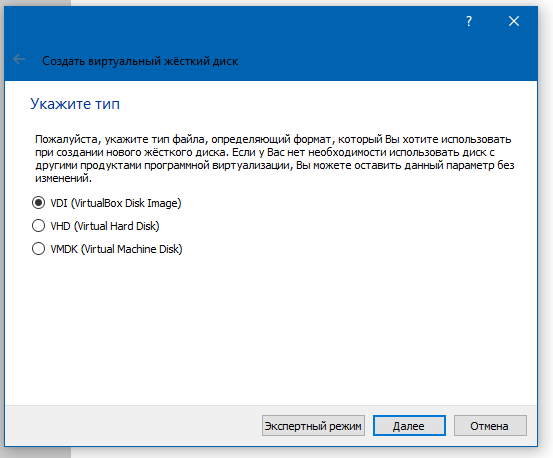 ?
Создать виртуальный жёсткий диск
Укажите тип
Пожалуйста, укажите тип файла, определяющий формат, который Вы хотите использовать
при создании нового жёсткого диска. Если у Вас нет необходимости использовать диск с
другими продуктами программной виртуализации, Вы можете оставить данный параметр без
изменений.
VDI (VirtualBox Disk Image)
VHD (Virtual Hard Disk)
VMDK (Virtual Machine Disk)
Экспертный режим Далее Отмена